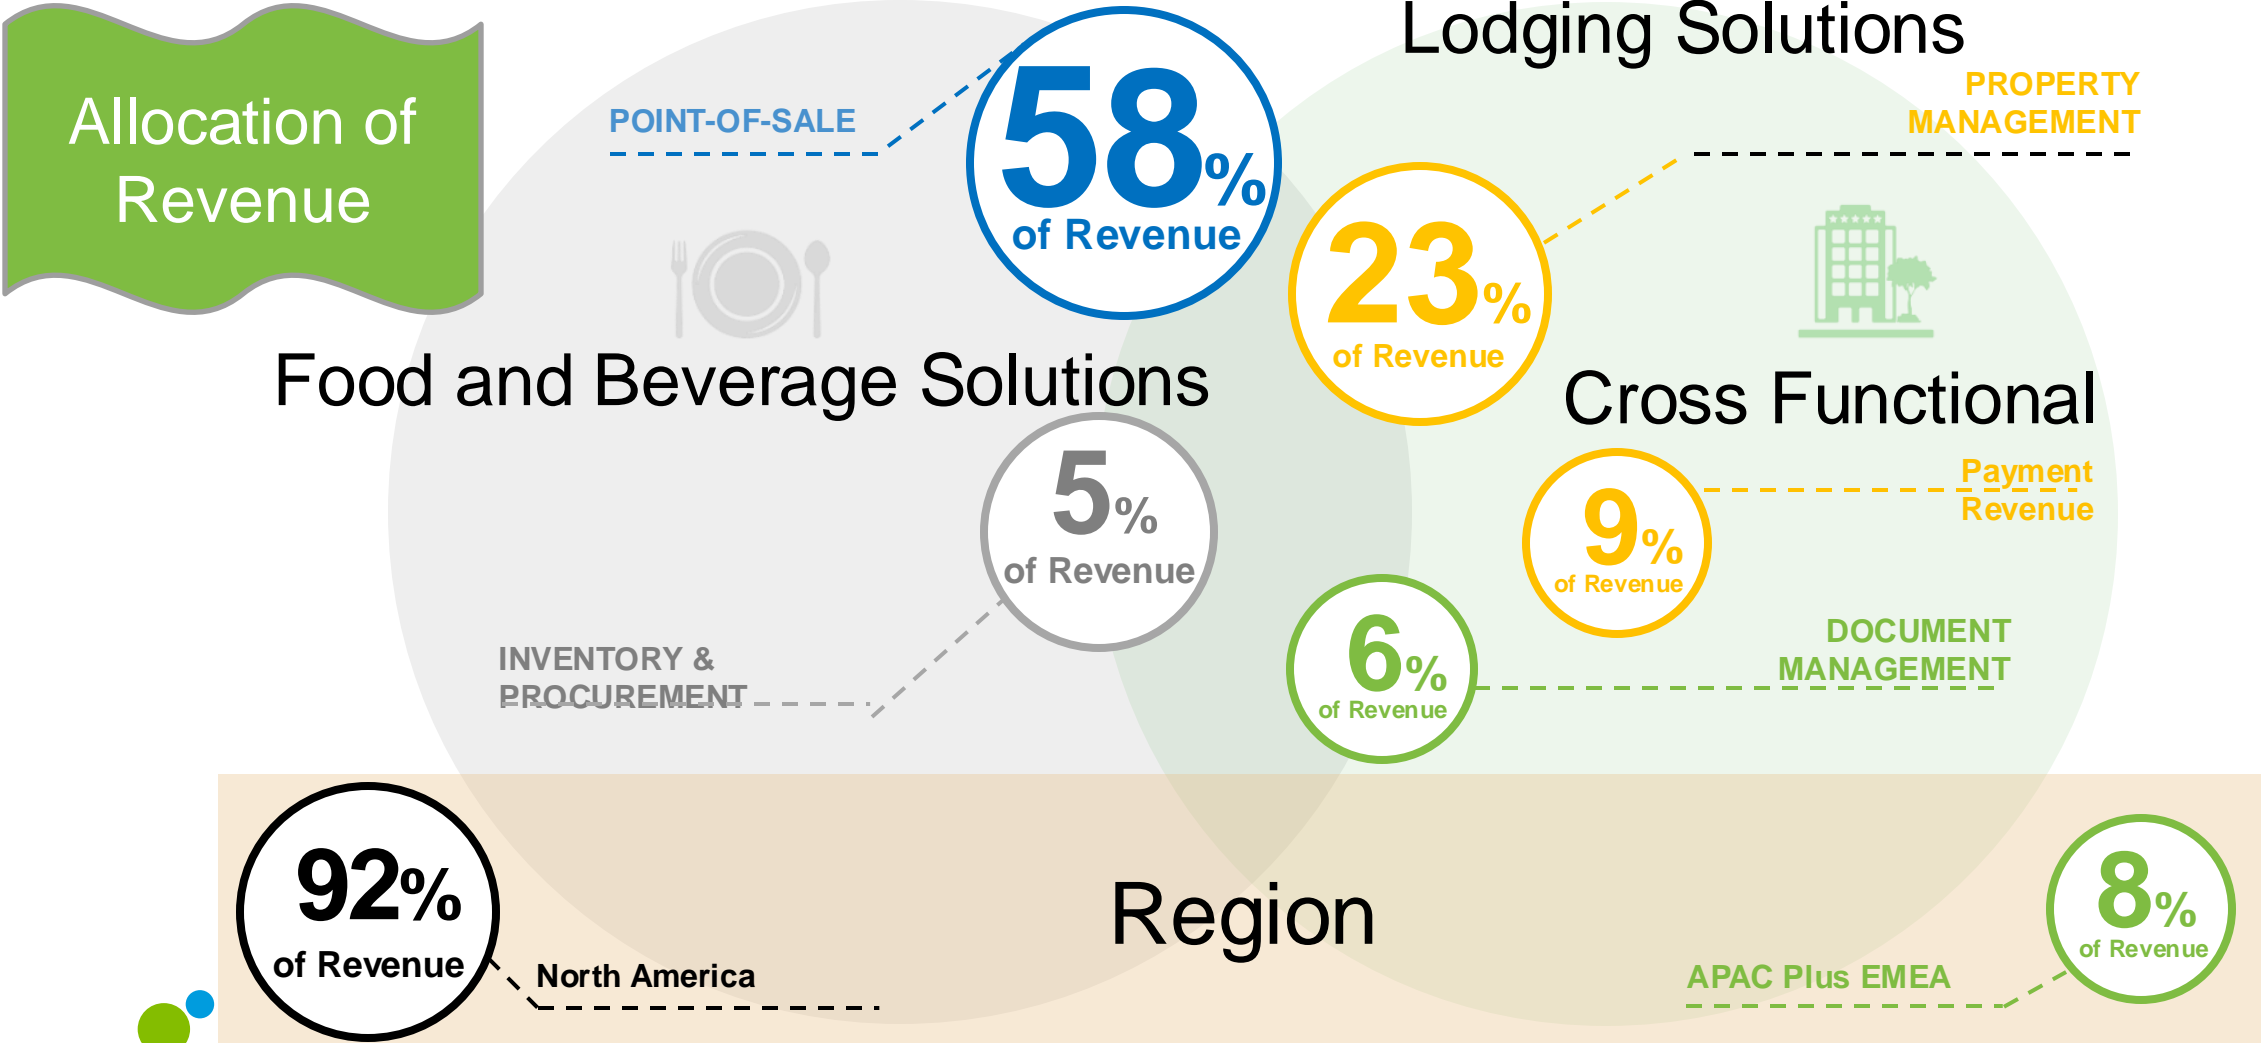 Allocation of
Revenue
Lodging Solutions
POINT-OF-SALE
58%
of Revenue
PROPERTY
MANAGEMENT
23%
of Revenue
Food and Beverage Solutions
Cross Functional
5%
of Revenue
Payment
Revenue
9%
of Revenue
INVENTORY &
PROCUREMENT
6%
of Revenue
DOCUMENT
MANAGEMENT
92%
of Revenue
North America
Region
8%
of Revenue
APAC Plus EMEA